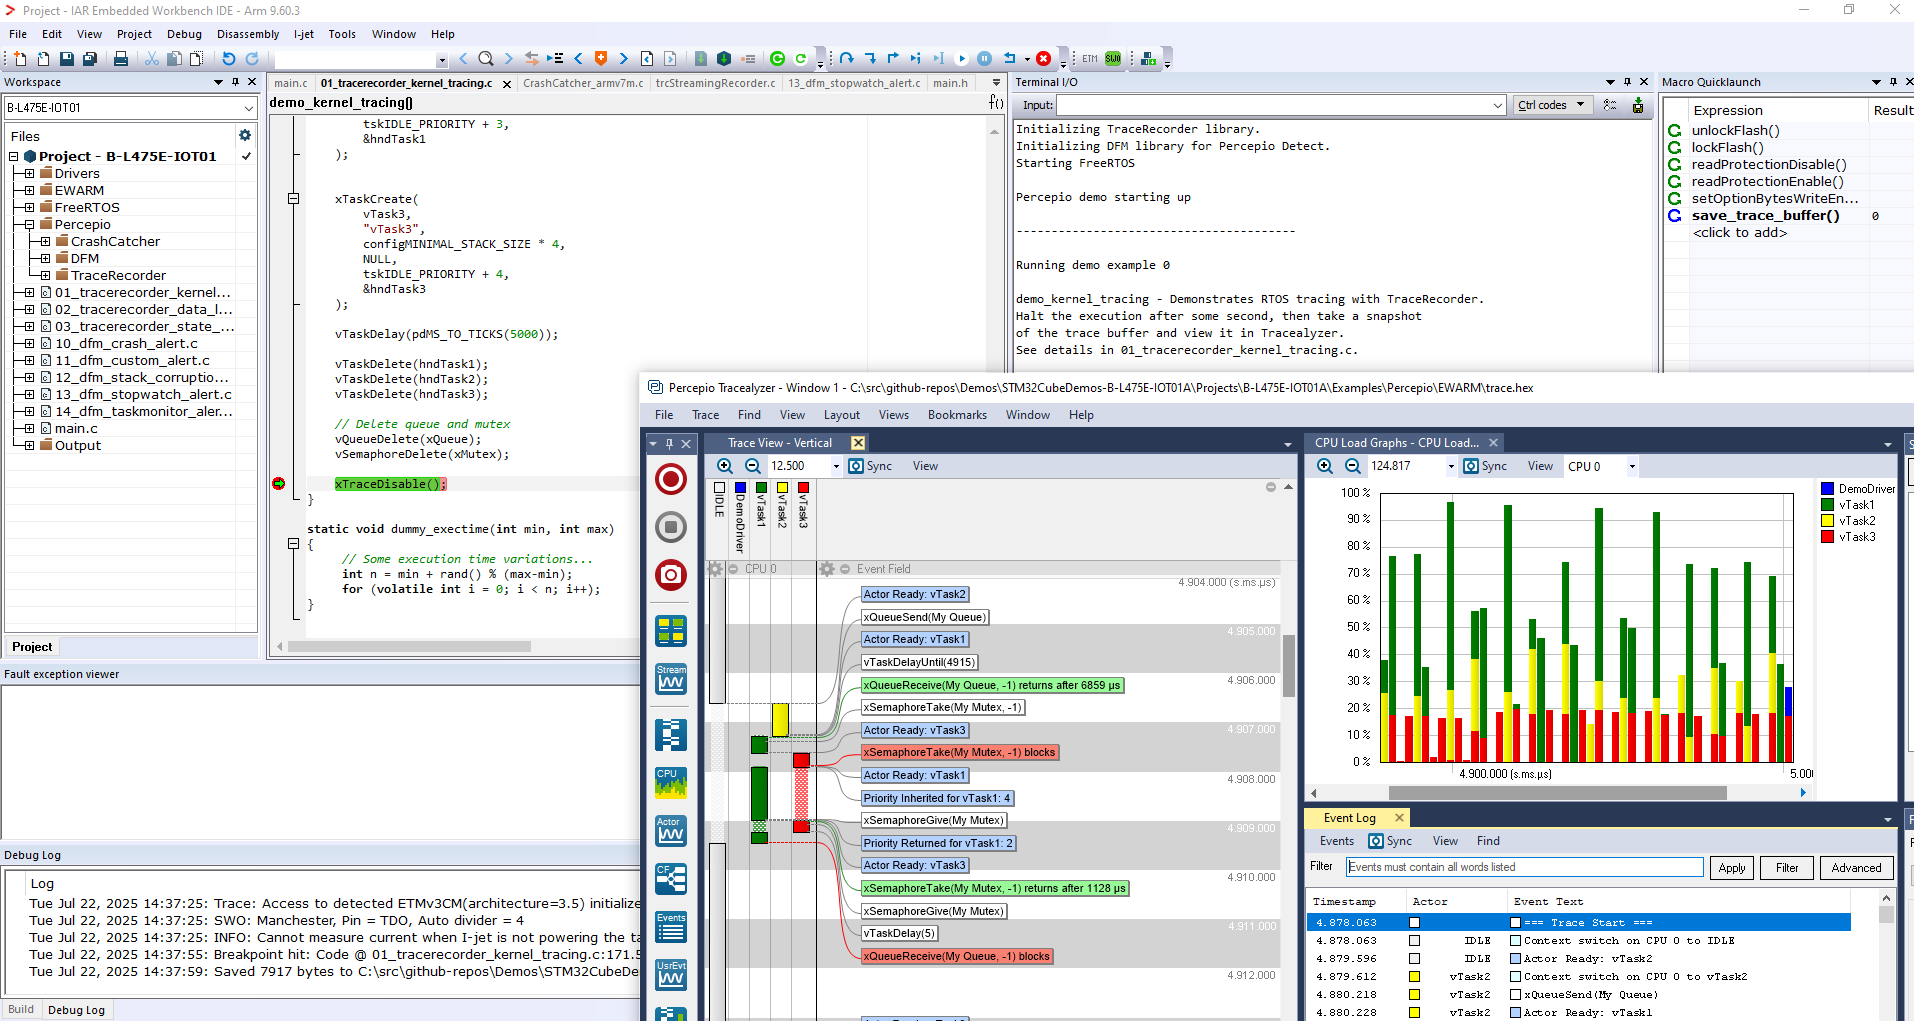 Project - IAR Embedded Workbench IDE - Arm 9.60.3
File Edit View Project Debug Disassembly I-jet Tools Window Help
ETM SWO
Workspace
B-L475E-IOT01
Files
Project - B-L475E-IOT01
Drivers
EWARM
FreeRTOS
Percepio
CrashCatcher
DFM
TraceRecorder
01_tracerecorder_kernel...
02_tracerecorder_data_l...
03_tracerecorder_state_...
10_dfm_crash_alert.c
11_dfm_custom_alert.c
12_dfm_stack_corruptio...
13_dfm_stopwatch_alert.c
14_dfm_taskmonitor_aler...
main.c
Output
Project
main.c 01_tracerecorder_kernel_tracing.c CrashCatcher_armv7m.c trcStreamingRecorder.c 13_dfm_stopwatch_alert.c main.h
demo_kernel_tracing()
f()
tskIDLE_PRIORITY + 3,
&hndTask1
);
xTaskCreate(
vTask3,
"vTask3",
configMINIMAL_STACK_SIZE * 4,
NULL,
tskIDLE_PRIORITY + 4,
&hndTask3
);
vTaskDelay(pdMS_TO_TICKS(5000));
vTaskDelete(hndTask1);
vTaskDelete(hndTask2);
vTaskDelete(hndTask3);
// Delete queue and mutex
vQueueDelete(xQueue);
vSemaphoreDelete(xMutex);
xTraceDisable();
}
static void dummy_exectime(int min, int max)
{
// Some execution time variations...
int n = min + rand() % (max-min);
for (volatile int i = 0; i < n; i++);
}
Terminal I/O
Input: Ctrl codes
Initializing TraceRecorder library.
Initializing DFM library for Percepio Detect.
Starting FreeRTOS
Percepio demo starting up
----------------------------------------
Running demo example 0
demo_kernel_tracing - Demonstrates RTOS tracing with TraceRecorder.
Halt the execution after some second, then take a snapshot
of the trace buffer and view it in Tracealyzer.
See details in 01_tracerecorder_kernel_tracing.c.
Macro Quicklaunch
Expression Result
unlockFlash()
lockFlash()
readProtectionDisable()
readProtectionEnable()
setOptionBytesWriteEn...
save_trace_buffer() 0
<click to add>
Fault exception viewer
Debug Log
Log
Tue Jul 22, 2025 14:37:25: Trace: Access to detected ETMv3CM(architecture=3.5) initialize
Tue Jul 22, 2025 14:37:25: SWO: Manchester, Pin = TDO, Auto divider = 4
Tue Jul 22, 2025 14:37:25: INFO: Cannot measure current when I-jet is not powering the ta
Tue Jul 22, 2025 14:37:55: Breakpoint hit: Code @ 01_tracerecorder_kernel_tracing.c:171.5
Tue Jul 22, 2025 14:37:59: Saved 7917 bytes to C:\src\github-repos\Demos\STM32CubeDe
Build Debug Log
Percepio Tracealyzer - Window 1 - C:\src\github-repos\Demos\STM32CubeDemos-B-L475E-IOT01A\Projects\B-L475E-IOT01A\Examples\Percepio\EWARM\trace.hex
File Trace Find View Layout Views Bookmarks Window Help
Stream
CPU
Actor
CF
Events
UsrEvt
Trace View - Vertical
12.500 Sync View
IDLE
DemoDriver
vTask1
vTask2
vTask3
CPU 0 Event Field
4.904.000 (s.ms.µs)
Actor Ready: vTask2
xQueueSend(My Queue)
4.905.000
Actor Ready: vTask1
vTaskDelayUntil(4915)
4.906.000
xQueueReceive(My Queue, -1) returns after 6859 µs
xSemaphoreTake(My Mutex, -1)
Actor Ready: vTask3
4.907.000
xSemaphoreTake(My Mutex, -1) blocks
Actor Ready: vTask1
4.908.000
Priority Inherited for vTask1: 4
xSemaphoreGive(My Mutex)
4.909.000
Priority Returned for vTask1: 2
Actor Ready: vTask3
4.910.000
xSemaphoreTake(My Mutex, -1) returns after 1128 µs
xSemaphoreGive(My Mutex)
4.911.000
vTaskDelay(5)
xQueueReceive(My Queue, -1) blocks
4.912.000
CPU Load Graphs - CPU Load...
124.817 Sync View CPU 0
100 %
90 %
80 %
70 %
60 %
50 %
40 %
30 %
20 %
10 %
0 %
4.900.000 (s.ms.µs) 5.00
DemoDriver
vTask1
vTask2
vTask3
Event Log
Events Sync View Find
Filter Events must contain all words listed Apply Filter Advanced
Timestamp Actor Event Text
4.878.063 === Trace Start ===
4.878.063 IDLE Context switch on CPU 0 to IDLE
4.879.596 IDLE Actor Ready: vTask2
4.879.612 vTask2 Context switch on CPU 0 to vTask2
4.880.218 vTask2 xQueueSend(My Queue)
4.880.228 vTask2 Actor Ready: vTask1